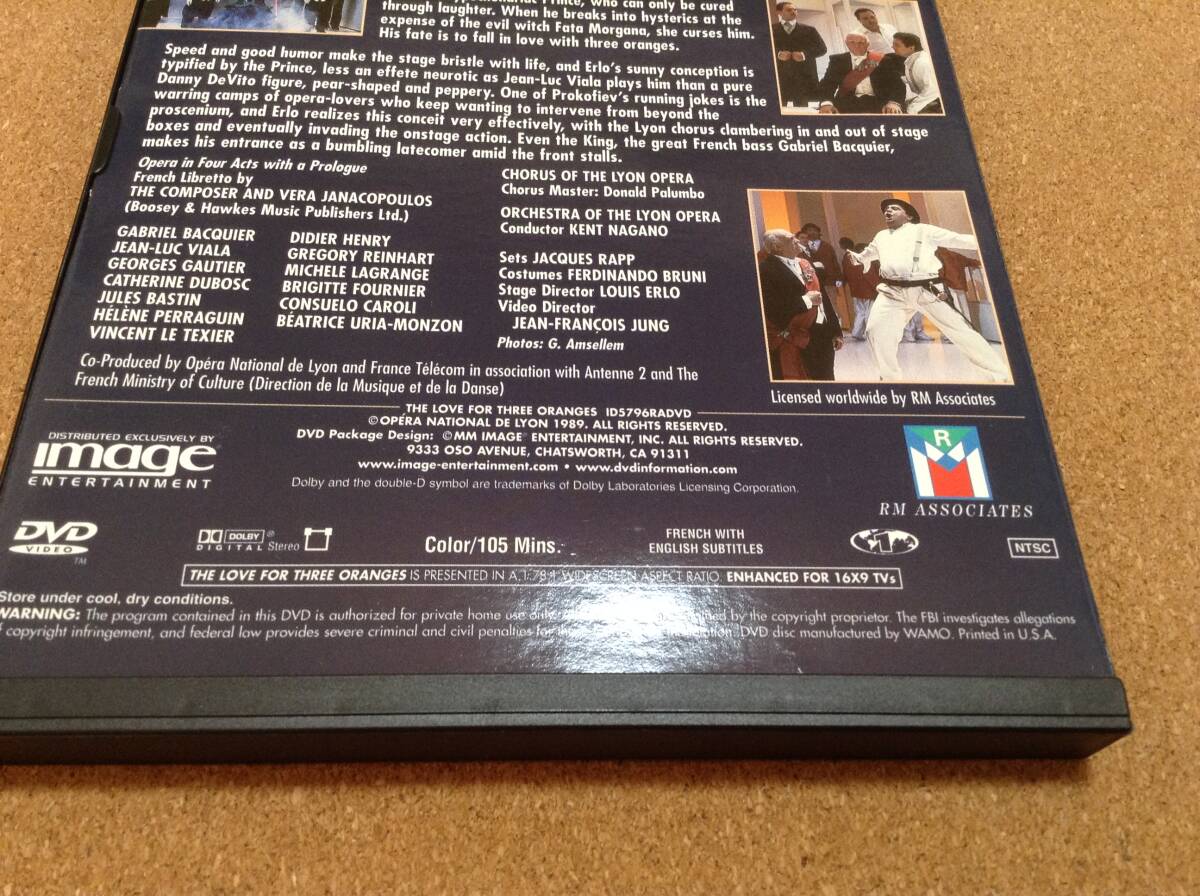 Prince, who can only be cured
through laughter. When he breaks into hysterics at the
expense of the evil witch Fata Morgana, she curses him.
His fate is to fall in love with three oranges.
Speed and good humor make the stage bristle with life, and Erlo's sunny conception is
typified by the Prince, less an effete neurotic as Jean-Luc Viala plays him than a pure
Danny DeVito figure, pear-shaped and peppery. One of Prokofiev's running jokes is the
warring camps of opera-lovers who keep wanting to intervene from beyond the
proscenium, and Erlo realizes this conceit very effectively, with the Lyon chorus clambering in and out of stage
boxes and eventually invading the onstage action. Even the King, the great French bass Gabriel Bacquier,
makes his entrance as a bumbling latecomer amid the front stalls.
Opera in Four Acts with a Prologue
French Libretto by
THE COMPOSER AND VERA JANACOPOULOS
(Boosey & Hawkes Music Publishers Ltd.)
GABRIEL BACQUIER
JEAN-LUC VIALA
GEORGES GAUTIER
CATHERINE DUBOSC
JULES BASTIN
HÉLÈNE PERRAGUIN
VINCENT LE TEXIER
DIDIER HENRY
GREGORY REINHART
MICHELE LAGRANGE
BRIGITTE FOURNIER
CONSUELO CAROLI
BÉATRICE URIA-MONZON
CHORUS OF THE LYON OPERA
Chorus Master: Donald Palumbo
ORCHESTRA OF THE LYON OPERA
Conductor KENT NAGANO
Sets JACQUES RAPP
Costumes FERDINANDO BRUNI
Stage Director LOUIS ERLO
Video Director
JEAN-FRANÇOIS JUNG
Photos: G. Amsellem
Co-Produced by Opéra National de Lyon and France Télécom in association with Antenne 2 and The
French Ministry of Culture (Direction de la Musique et de la Danse)
Licensed worldwide by RM Associates
THE LOVE FOR THREE ORANGES ID5796RADVD
©OPÉRA NATIONAL DE LYON 1989. ALL RIGHTS RESERVED.
DVD Package Design: ©MM IMAGE ENTERTAINMENT, INC. ALL RIGHTS RESERVED.
9333 OSO AVENUE, CHATSWORTH, CA 91311
www.image-entertainment.com • www.dvdinformation.com
Dolby and the double-D symbol are trademarks of Dolby Laboratories Licensing Corporation.
DISTRIBUTED EXCLUSIVELY BY
image
ENTERTAINMENT
R
M
RM ASSOCIATES
DVD
VIDEO
TM
DOLBY ®
DIGITAL Stereo
Color/105 Mins.
FRENCH WITH
ENGLISH SUBTITLES
1
NTSC
THE LOVE FOR THREE ORANGES IS PRESENTED IN A 1.78:1 WIDESCREEN ASPECT RATIO. ENHANCED FOR 16X9 TVs
Store under cool, dry conditions.
WARNING: The program contained in this DVD is authorized for private home use only. by the copyright proprietor. The FBI investigates allegations
of copyright infringement, and federal law provides severe criminal and civil penalties for DVD disc manufactured by WAMO. Printed in U.S.A.